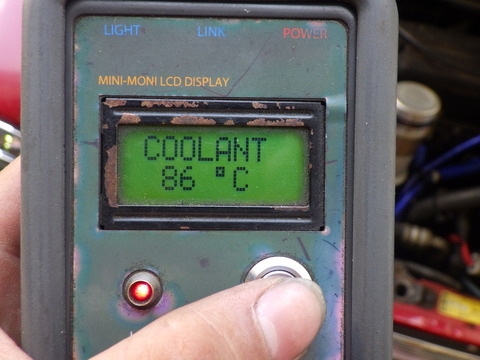 LIGHT LINK POWER
MINI-MONI LCD DISPLAY
COOLANT
86 °C